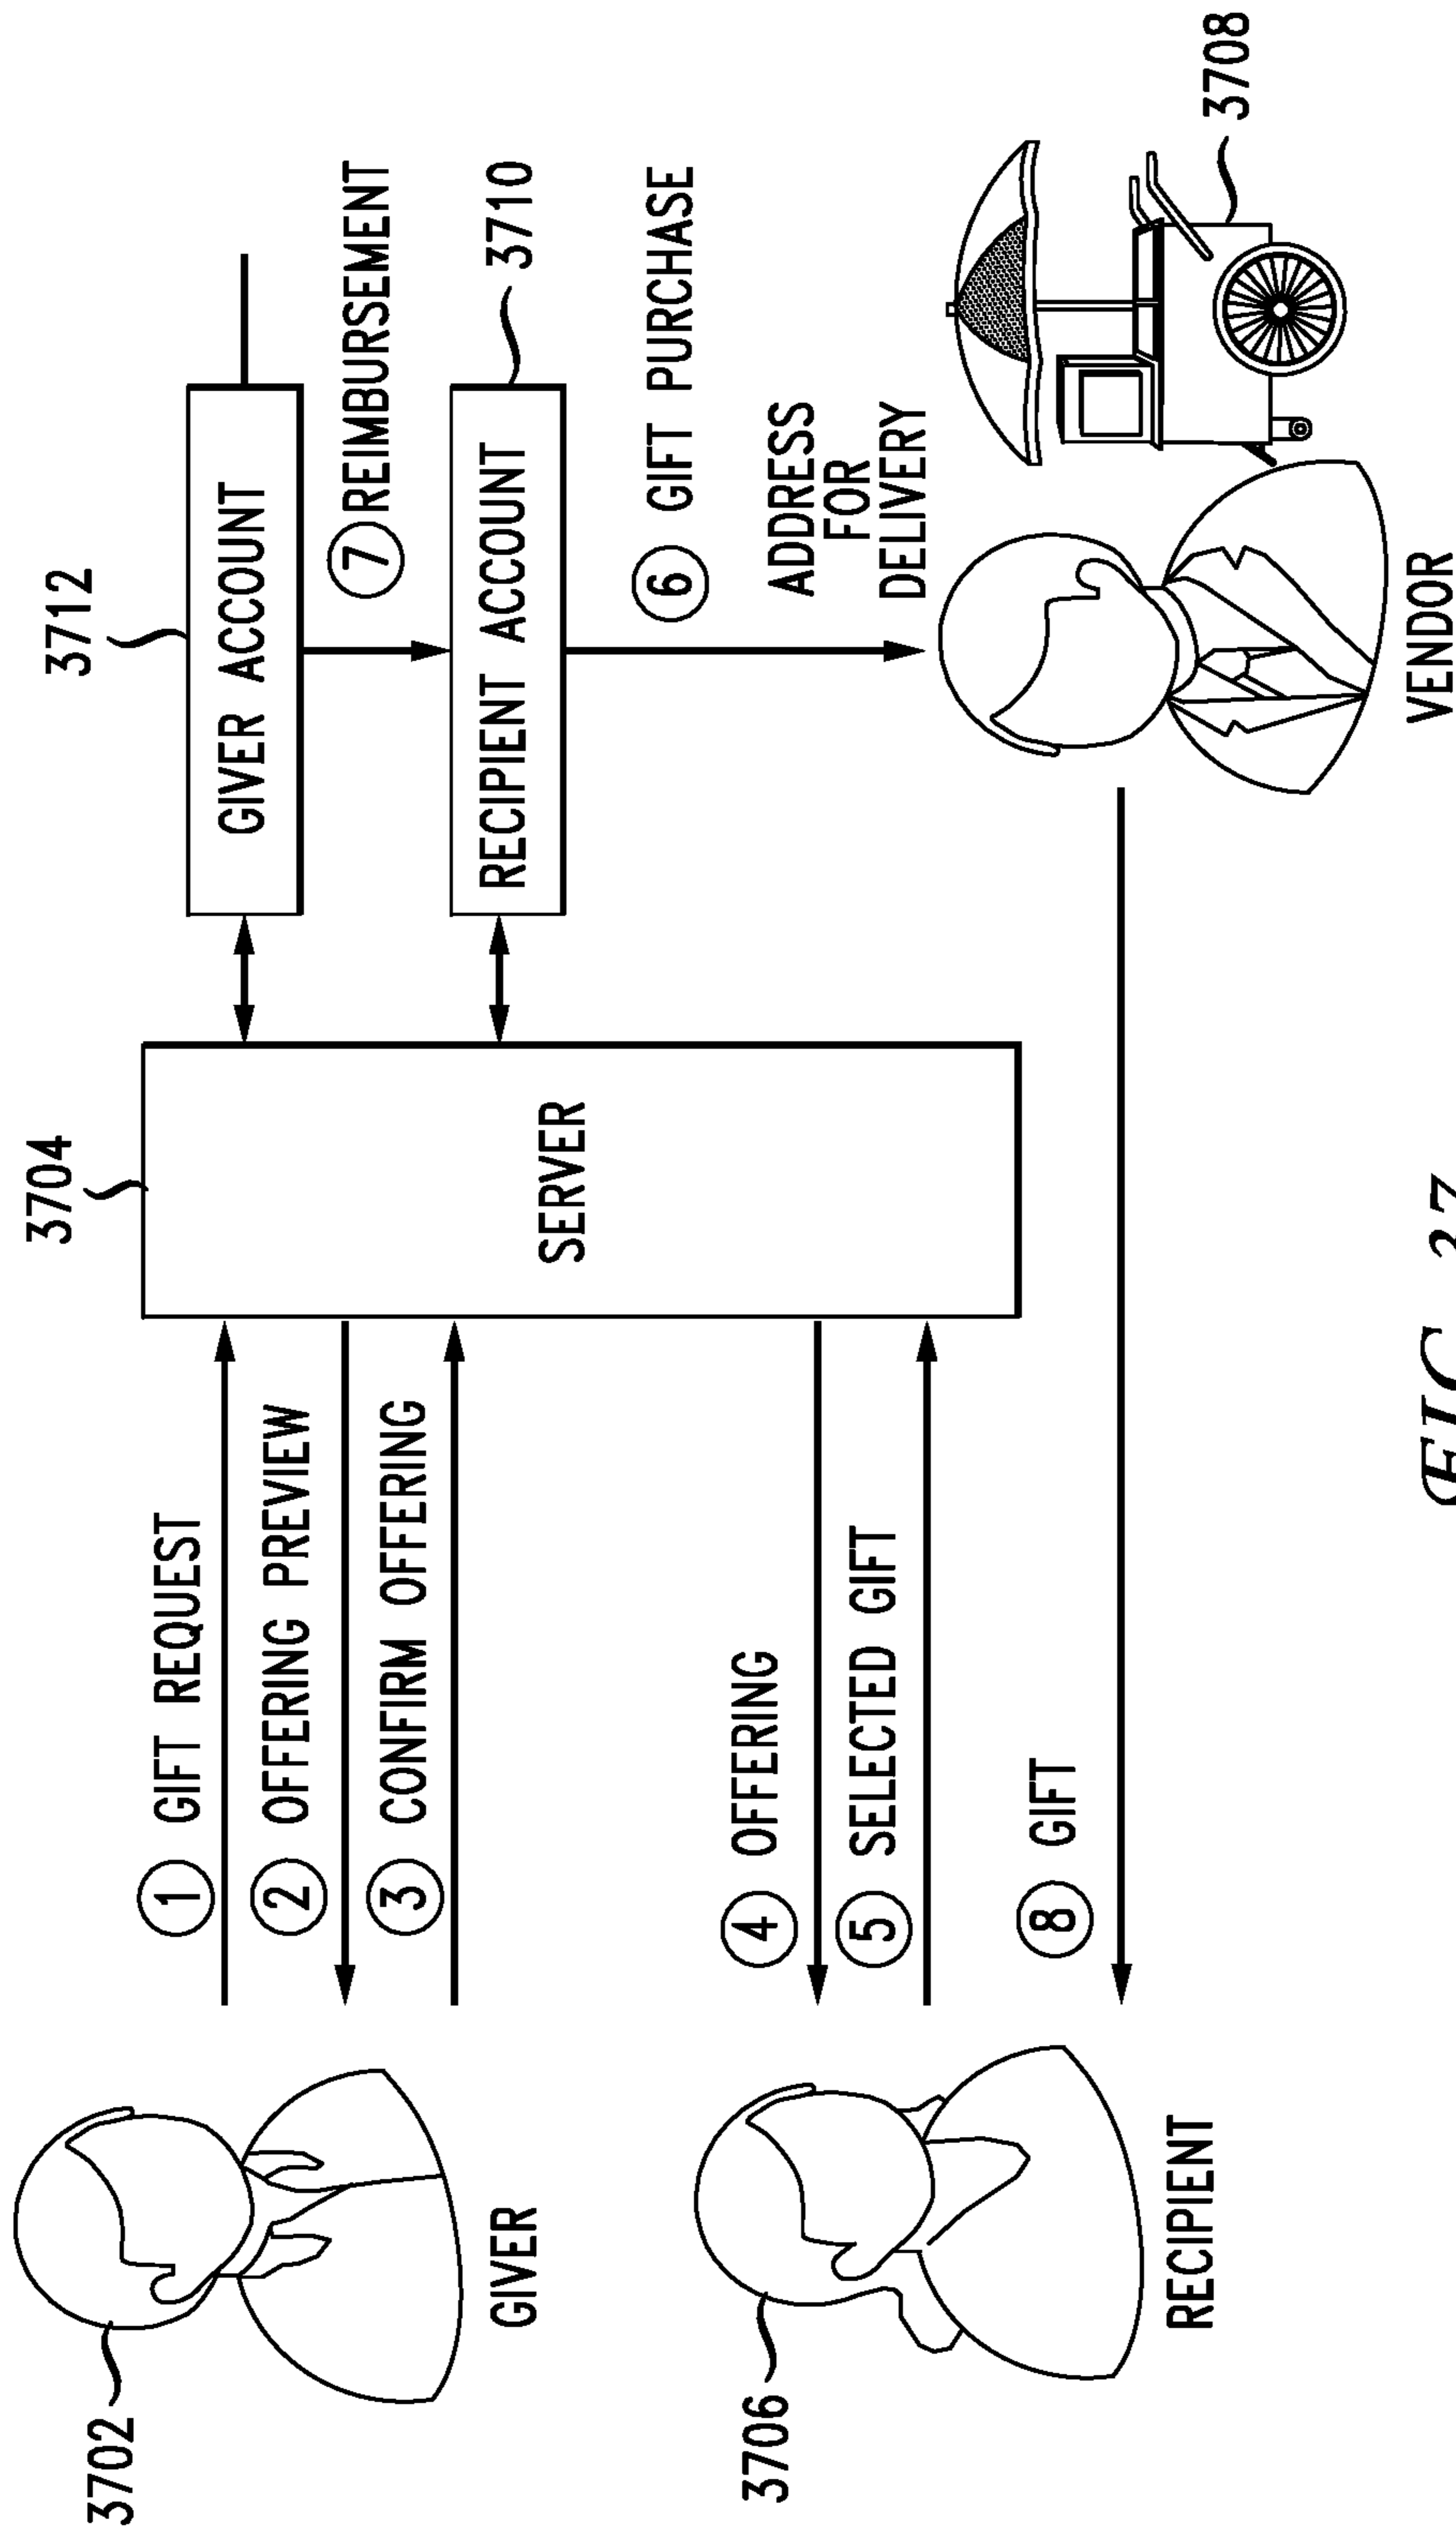 3702
GIVER
① GIFT REQUEST
② OFFERING PREVIEW
③ CONFIRM OFFERING
3704
SERVER
3712
GIVER ACCOUNT
⑦ REIMBURSEMENT
RECIPIENT ACCOUNT
3710
⑥ GIFT PURCHASE
ADDRESS
FOR
DELIVERY
3706
RECIPIENT
④ OFFERING
⑤ SELECTED GIFT
⑧ GIFT
VENDOR
3708
FIG. 37